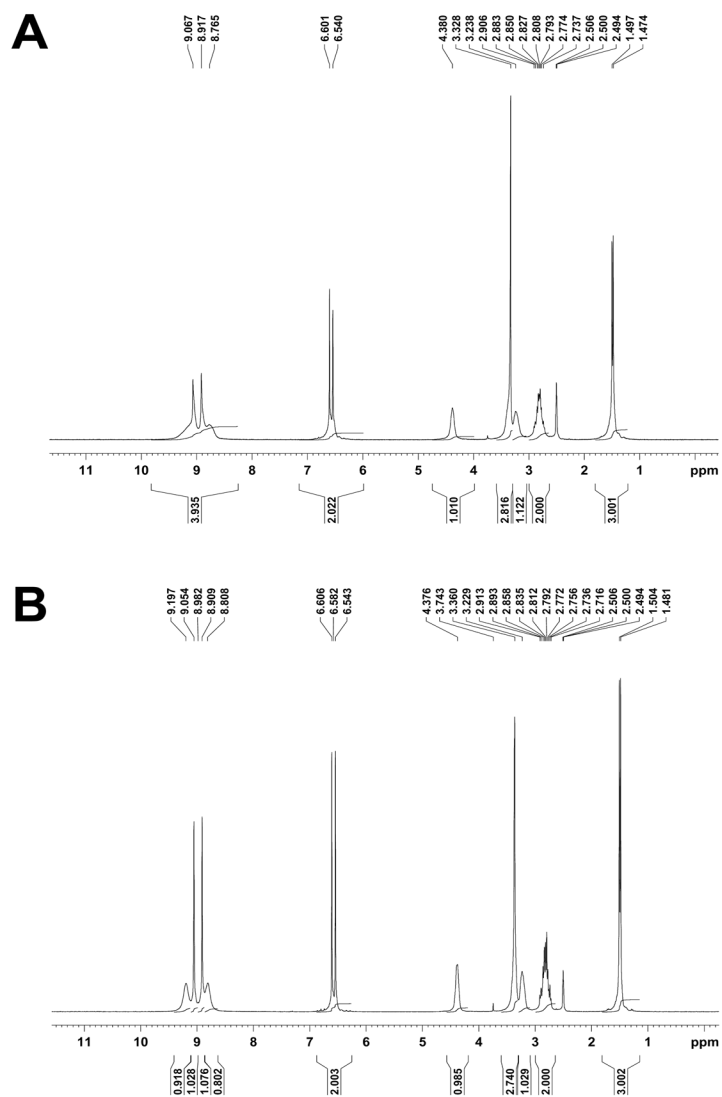 A
9.067 8.917 8.765 6.601 6.540 4.380 3.328 3.238 2.906 2.883 2.850 2.827 2.808 2.793 2.774 2.737 2.506 2.500 2.494 1.497 1.474
11 10 9 8 7 6 5 4 3 2 1 ppm
3.935 2.022 1.010 2.816 1.122 2.000 3.001
B
9.197 9.054 8.982 8.909 8.808 6.606 6.582 6.543 4.376 3.743 3.360 3.229 2.913 2.893 2.858 2.835 2.812 2.792 2.772 2.756 2.736 2.716 2.506 2.500 2.494 1.504 1.481
11 10 9 8 7 6 5 4 3 2 1 ppm
0.918 1.028 1.076 0.802 2.003 0.985 2.740 1.029 2.000 3.002